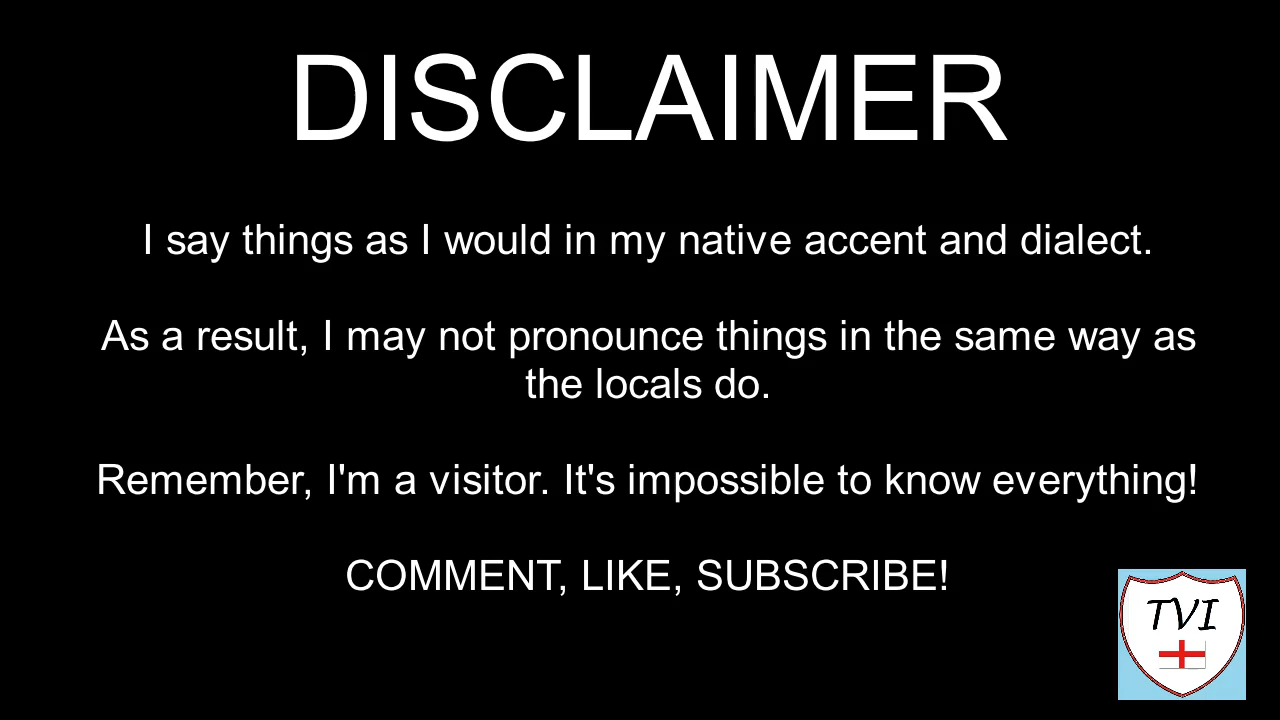 DISCLAIMER
I say things as I would in my native accent and dialect.
As a result, I may not pronounce things in the same way as
the locals do.
Remember, I'm a visitor. It's impossible to know everything!
COMMENT, LIKE, SUBSCRIBE!
TVI